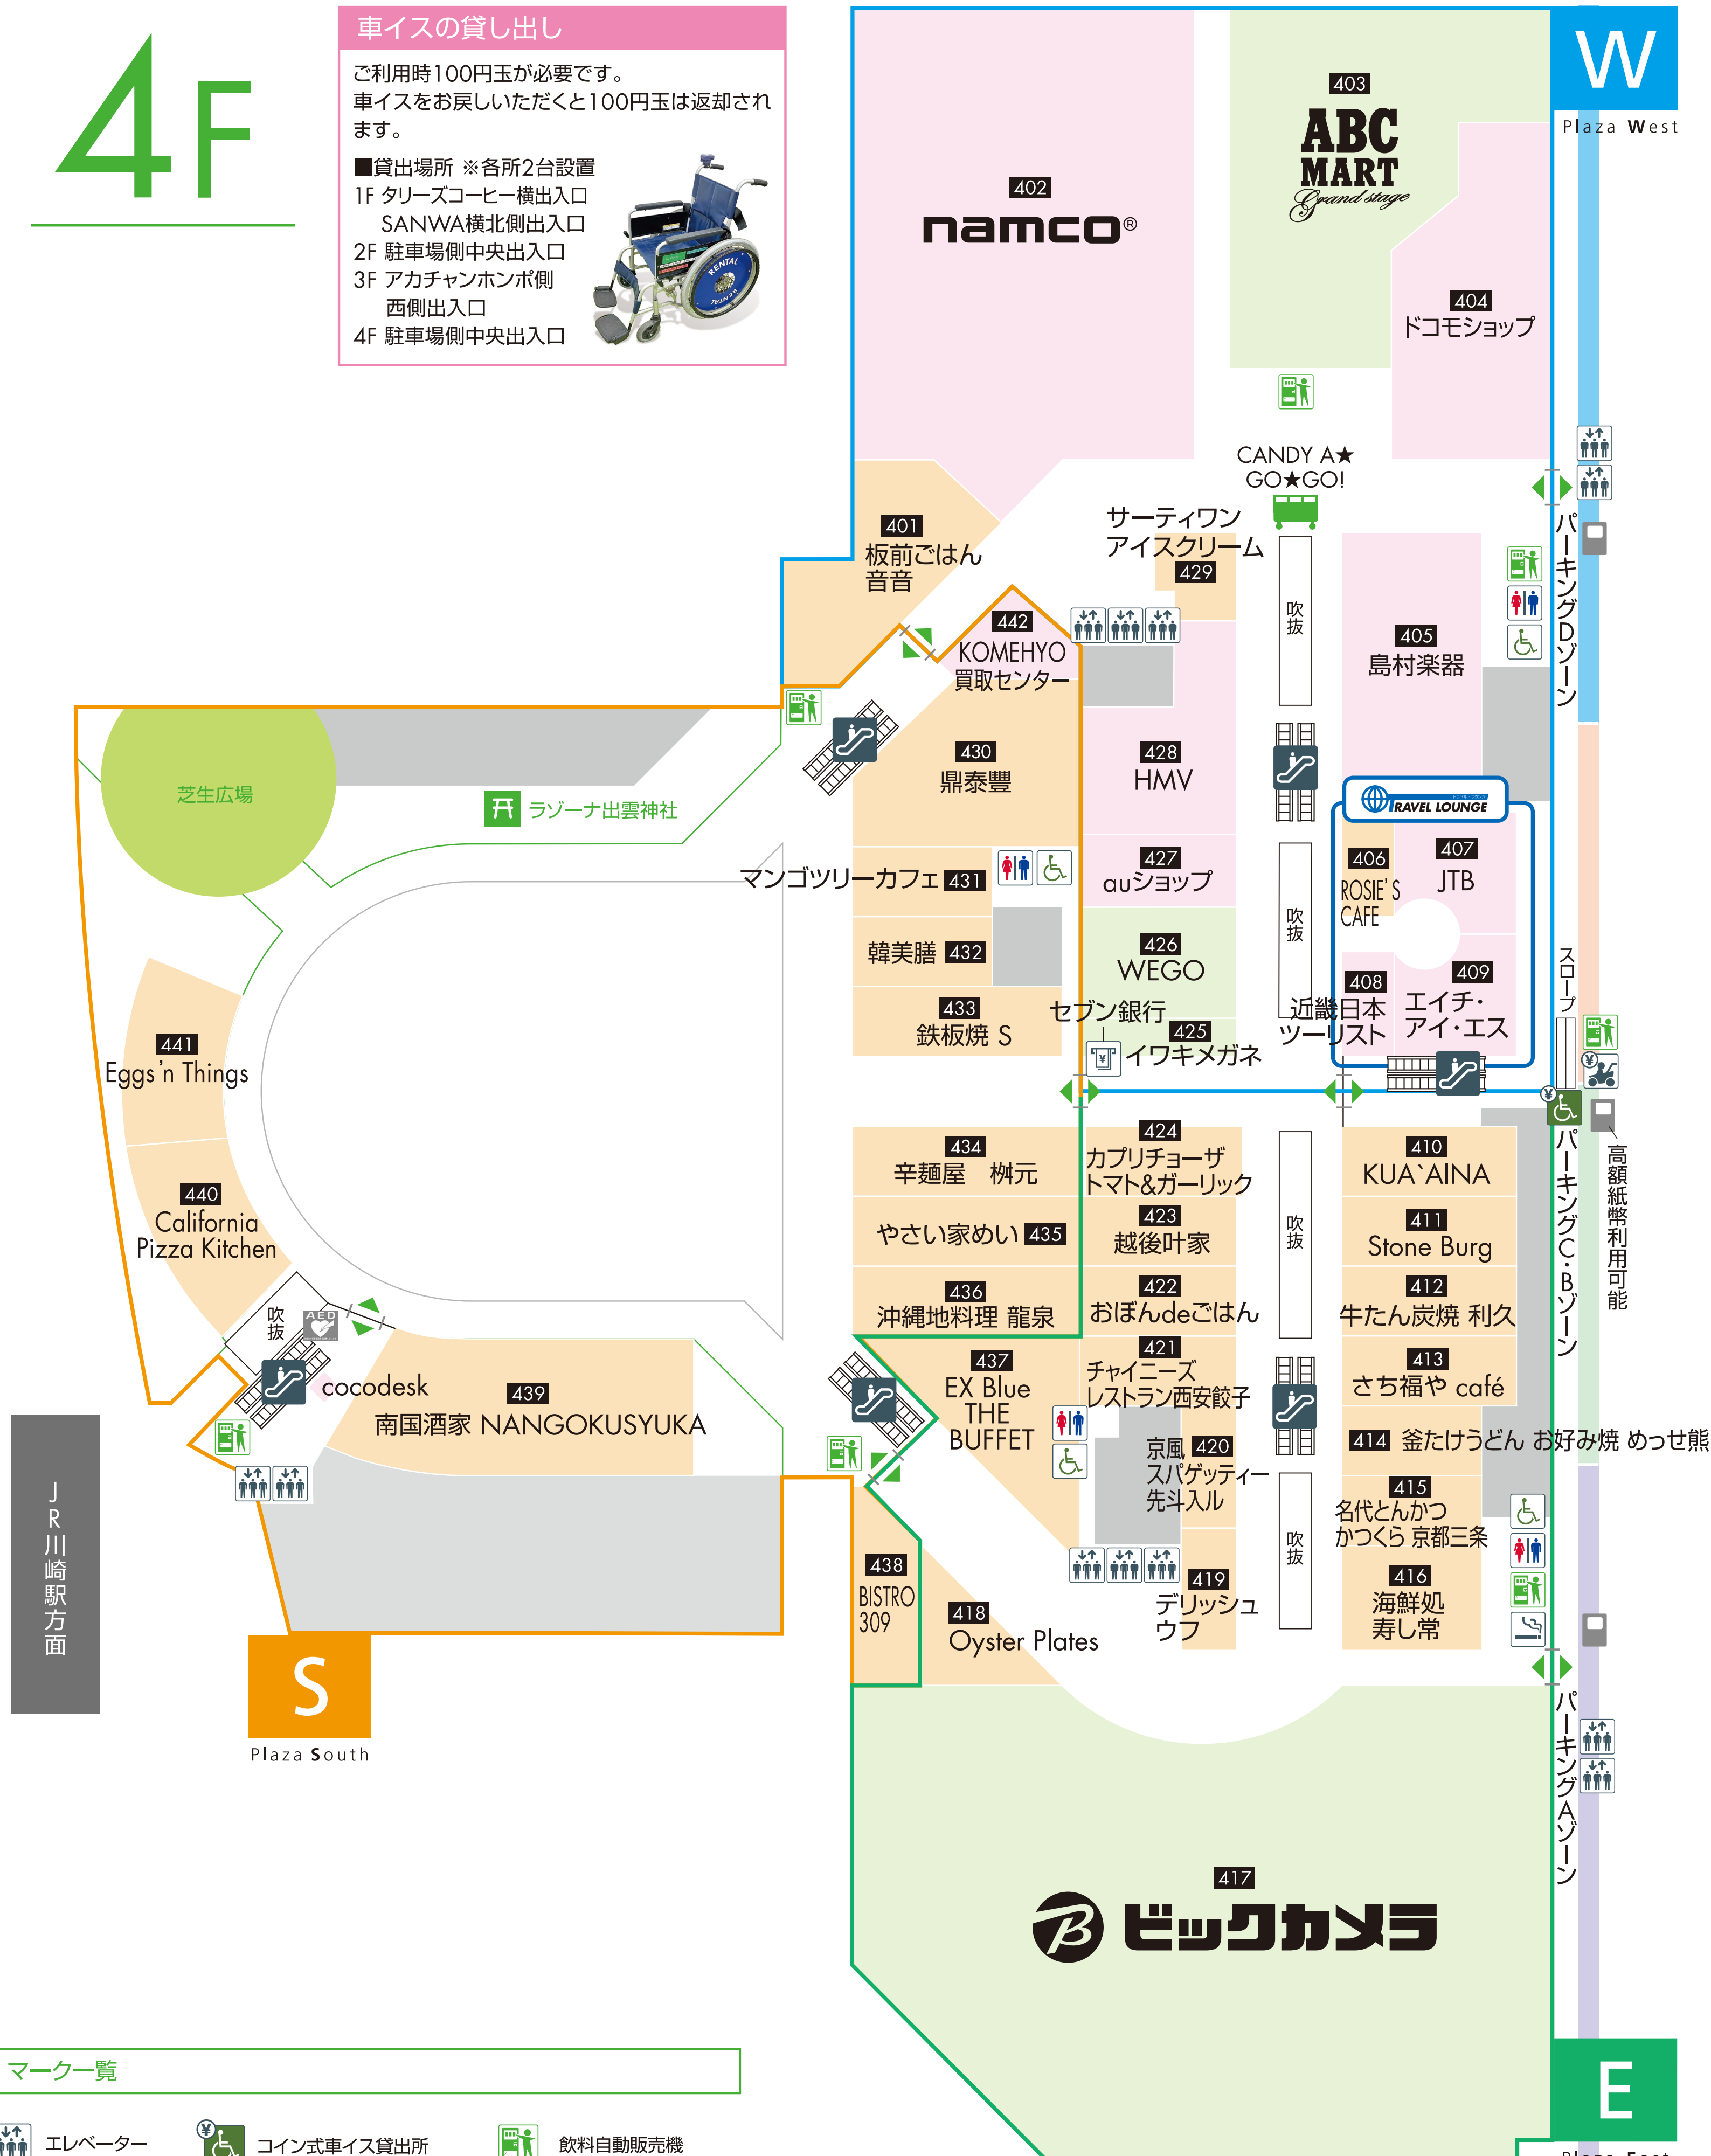 4F
車イスの貸し出し
ご利用時100円玉が必要です。
車イスをお戻しいただくと100円玉は返却され
ます。
■貸出場所 ※各所2台設置
1F タリーズコーヒー横出入口
SANWA横北側出入口
2F 駐車場側中央出入口
3F アカチャンホンポ側
西側出入口
4F 駐車場側中央出入口
RENTAL
RENTAL
W
Plaza West
402
namco®
403
ABC
MART
Grand stage
404
ドコモショップ
CANDY A★
GO★GO!
401
板前ごはん
音音
サーティワン
アイスクリーム
429
吹抜
405
島村楽器
パーキングDゾーン
442
KOMEHYO
買取センター
430
鼎泰豐
428
HMV
芝生広場
ラゾーナ出雲神社
トラベル・ラウンジ
TRAVEL LOUNGE
マンゴツリーカフェ 431
427
auショップ
吹抜
406
ROSIE'S
CAFE
407
JTB
韓美膳 432
426
WEGO
408
近畿日本
ツーリスト
409
エイチ・
アイ・エス
スロープ
433
鉄板焼 S
セブン銀行
425
イワキメガネ
441
Eggs'n Things
440
California
Pizza Kitchen
434
辛麺屋 桝元
424
カプリチョーザ
トマト&ガーリック
吹抜
410
KUA`AINA
パーキングC・Bゾーン
高額紙幣利用可能
やさい家めい 435
423
越後叶家
411
Stone Burg
436
沖縄地料理 龍泉
422
おぼんdeごはん
412
牛たん炭焼 利久
吹抜
AED
cocodesk
439
南国酒家 NANGOKUSYUKA
437
EX Blue
THE
BUFFET
421
チャイニーズ
レストラン西安餃子
413
さち福や café
414 釜たけうどん お好み焼 めっせ熊
京風 420
スパゲッティー
先斗入ル
吹抜
415
名代とんかつ
かつくら 京都三条
JR川崎駅方面
438
BISTRO
309
418
Oyster Plates
419
デリッシュ
ウフ
416
海鮮処
寿し常
S
Plaza South
パーキングAゾーン
417
ビックカメラ
E
Plaza East
マーク一覧
エレベーター
コイン式車イス貸出所
飲料自動販売機